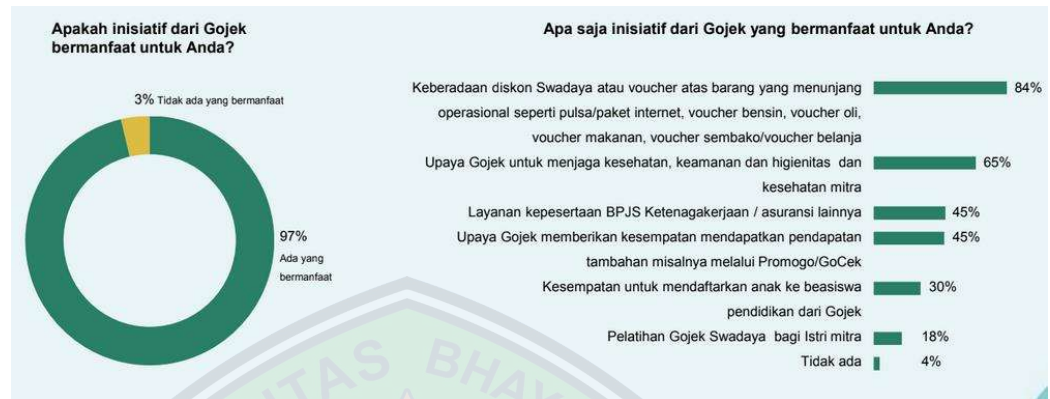 Apakah inisiatif dari Gojek
bermanfaat untuk Anda?
3% Tidak ada yang bermanfaat
97%
Ada yang
bermanfaat
Apa saja inisiatif dari Gojek yang bermanfaat untuk Anda?
Keberadaan diskon Swadaya atau voucher atas barang yang menunjang
84%
operasional seperti pulsa/paket internet, voucher bensin, voucher oli,
voucher makanan, voucher sembako/voucher belanja
Upaya Gojek untuk menjaga kesehatan, keamanan dan higienitas dan
65%
kesehatan mitra
Layanan kepesertaan BPJS Ketenagakerjaan / asuransi lainnya
45%
Upaya Gojek memberikan kesempatan mendapatkan pendapatan
45%
tambahan misalnya melalui Promogo/GoCek
Kesempatan untuk mendaftarkan anak ke beasiswa
30%
pendidikan dari Gojek
Pelatihan Gojek Swadaya bagi Istri mitra
18%
Tidak ada
4%